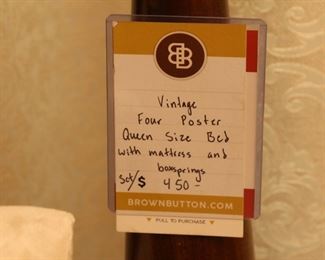 BB
Vintage
Four Poster
Queen Size Bed
with mattress and
boxsprings
Set/$ 450-
BROWNBUTTON.COM
PULL TO PURCHASE